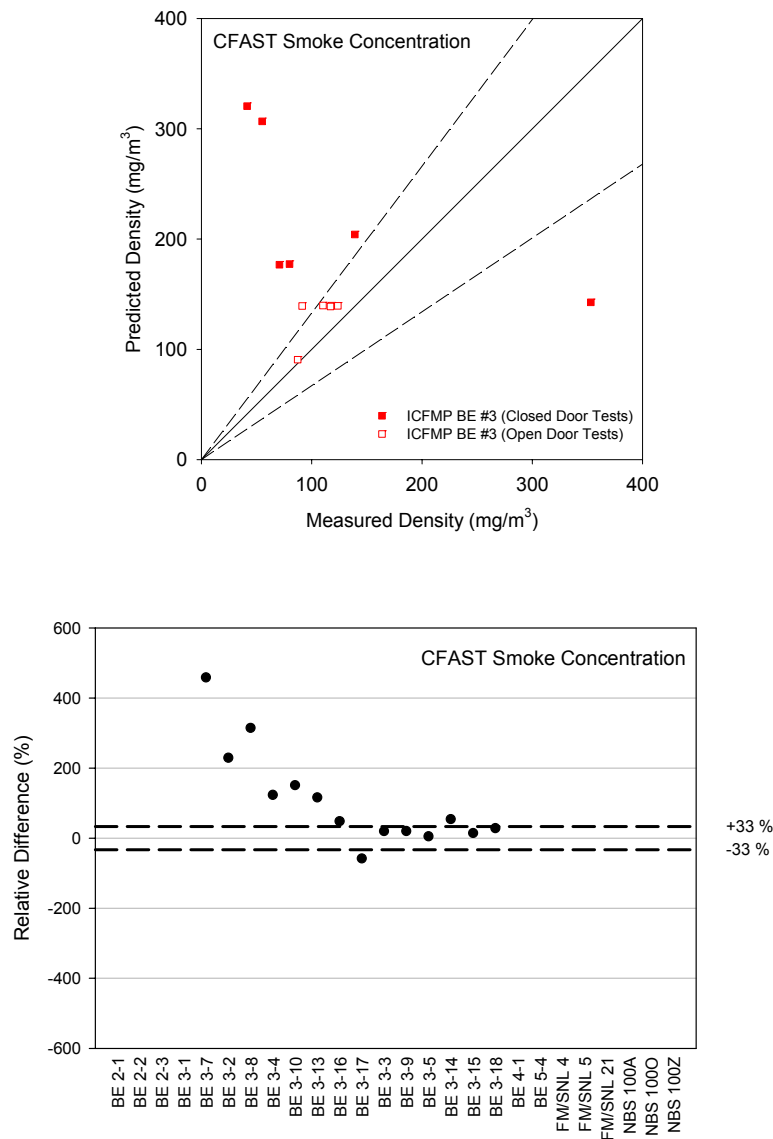 CFAST Smoke Concentration
400
300
200
100
0
Predicted Density (mg/m³)
ICFMP BE #3 (Closed Door Tests)
ICFMP BE #3 (Open Door Tests)
0 100 200 300 400
Measured Density (mg/m³)
CFAST Smoke Concentration
600
400
200
0
-200
-400
-600
Relative Difference (%)
+33 %
-33 %
BE 2-1
BE 2-2
BE 2-3
BE 3-1
BE 3-7
BE 3-2
BE 3-8
BE 3-4
BE 3-10
BE 3-13
BE 3-16
BE 3-17
BE 3-3
BE 3-9
BE 3-5
BE 3-14
BE 3-15
BE 3-18
BE 4-1
BE 5-4
FM/SNL 4
FM/SNL 5
FM/SNL 21
NBS 100A
NBS 100O
NBS 100Z